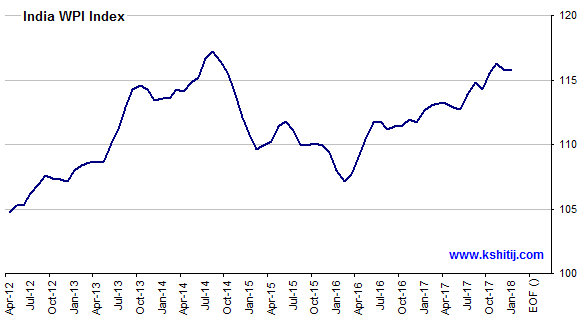 India WPI Index
120
115
110
105
100
www.kshitij.com
Apr-12
Jul-12
Oct-12
Jan-13
Apr-13
Jul-13
Oct-13
Jan-14
Apr-14
Jul-14
Oct-14
Jan-15
Apr-15
Jul-15
Oct-15
Jan-16
Apr-16
Jul-16
Oct-16
Jan-17
Apr-17
Jul-17
Oct-17
Jan-18
EOF ()